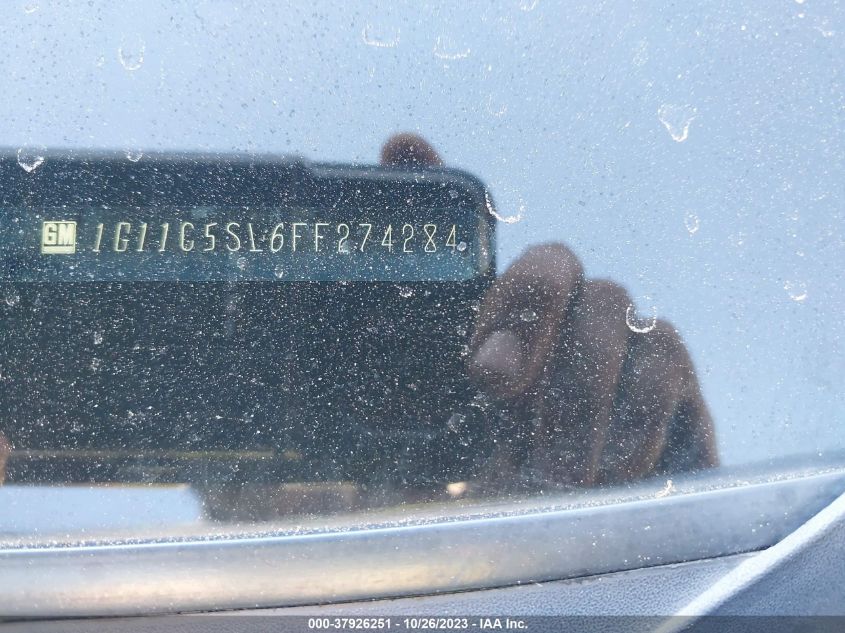 GM 1G11C5SL6FF274284
000-37926251 - 10/26/2023 - IAA Inc.